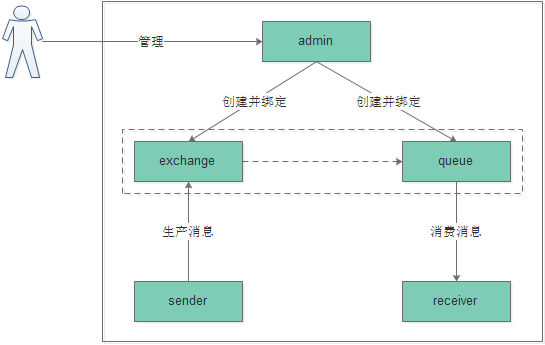 管理
admin
创建并绑定
创建并绑定
exchange
queue
生产消息
消费消息
sender
receiver